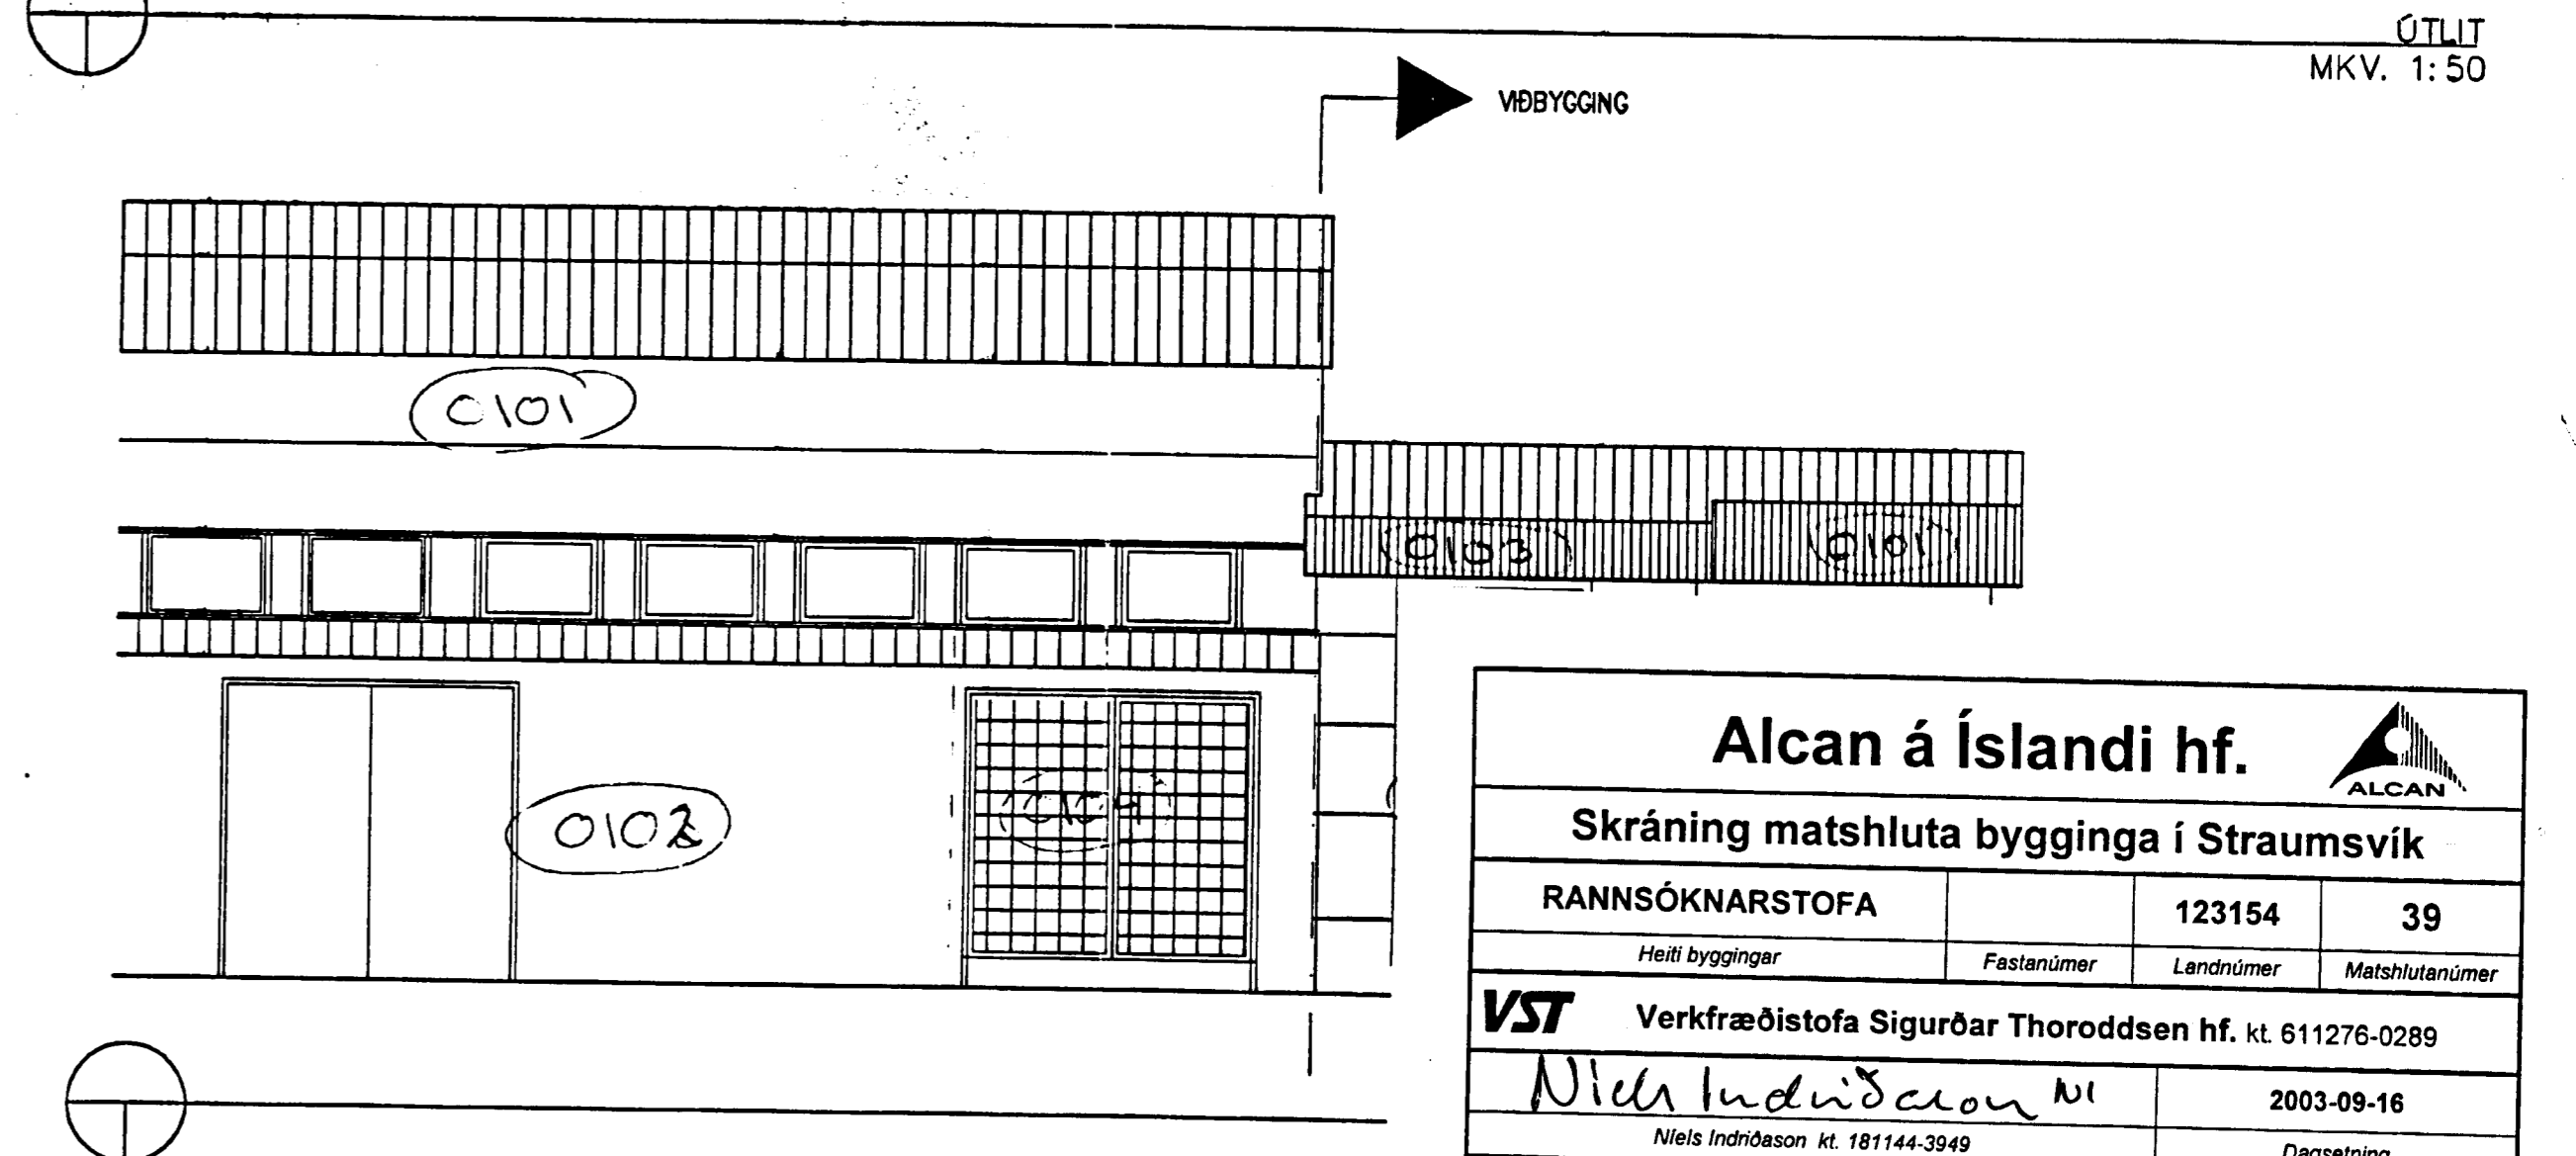 ÚTLIT
MKV. 1:50
VIÐBYGGING
0101
0103
0101
0102
0104
Alcan á Íslandi hf.
ALCAN
Skráning matshluta bygginga í Straumsvík
RANNSÓKNARSTOFA 123154 39
Heiti byggingar Fastanúmer Landnúmer Matshlutanúmer
VST Verkfræðistofa Sigurðar Thoroddsen hf. kt. 611276-0289
Niels Indriðason NI 2003-09-16
Níels Indriðason kt. 181144-3949 Dagsetning